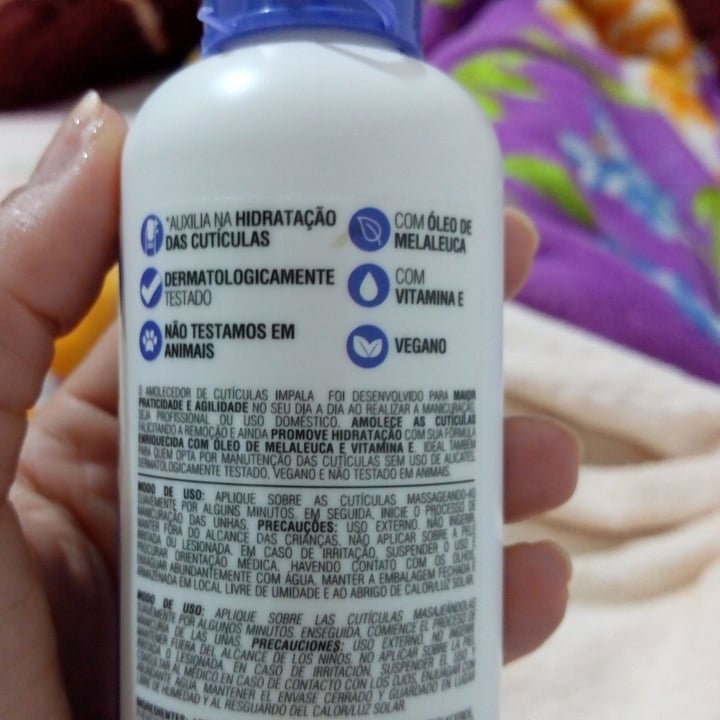 *AUXILIA NA HIDRATAÇÃO
DAS CUTÍCULAS
COM ÓLEO DE
MELALEUCA
DERMATOLOGICAMENTE
TESTADO
COM
VITAMINA E
NÃO TESTAMOS EM
ANIMAIS
VEGANO
O AMOLECEDOR DE CUTÍCULAS IMPALA FOI DESENVOLVIDO PARA MAIOR
PRATICIDADE E AGILIDADE NO SEU DIA A DIA AO REALIZAR A MANICURAÇÃO,
SEJA PROFISSIONAL OU USO DOMÉSTICO. AMOLECE AS CUTÍCULAS
FACILITANDO A REMOÇÃO E AINDA PROMOVE HIDRATAÇÃO COM SUA FÓRMULA
ENRIQUECIDA COM ÓLEO DE MELALEUCA E VITAMINA E. IDEAL TAMBÉM
PARA QUEM OPTA POR MANUTENÇÃO DAS CUTÍCULAS SEM USO DE ALICATES.
DERMATOLOGICAMENTE TESTADO, VEGANO E NÃO TESTADO EM ANIMAIS.
MODO DE USO: APLIQUE SOBRE AS CUTÍCULAS MASSAGEANDO-AS
SUAVEMENTE POR ALGUNS MINUTOS. EM SEGUIDA, INICIE O PROCESSO DE
MANICURAÇÃO DAS UNHAS. PRECAUÇÕES: USO EXTERNO. NÃO INGERIR.
MANTER FORA DO ALCANCE DAS CRIANÇAS. NÃO APLICAR SOBRE A PELE
IRRITADA OU LESIONADA. EM CASO DE IRRITAÇÃO, SUSPENDER O USO E
PROCURAR ORIENTAÇÃO MÉDICA. HAVENDO CONTATO COM OS OLHOS,
ENXAGUAR ABUNDANTEMENTE COM ÁGUA. MANTER A EMBALAGEM FECHADA E
ARMAZENADA EM LOCAL LIVRE DE UMIDADE E AO ABRIGO DE CALOR/LUZ SOLAR.
MODO DE USO: APLIQUE SOBRE LAS CUTÍCULAS MASAJEÁNDOLAS
SUAVEMENTE POR ALGUNOS MINUTOS. ENSEGUIDA, COMIENCE EL PROCESO DE
MANICURIA DE LAS UÑAS. PRECAUCIONES: USO EXTERNO. NO INGERIR.
MANTENER FUERA DEL ALCANCE DE LOS NIÑOS. NO APLICAR SOBRE LA PIEL
IRRITADA O LESIONADA. EN CASO DE IRRITACIÓN, SUSPENDER EL USO Y
CONSULTAR AL MÉDICO. EN CASO DE CONTACTO CON LOS OJOS, ENJUAGAR
CON BASTANTE AGUA. MANTENER EL ENVASE CERRADO Y GUARDADO EN LUGAR
LIBRE DE HUMEDAD Y AL RESGUARDO DEL CALOR/LUZ SOLAR.
INGREDIENTES: